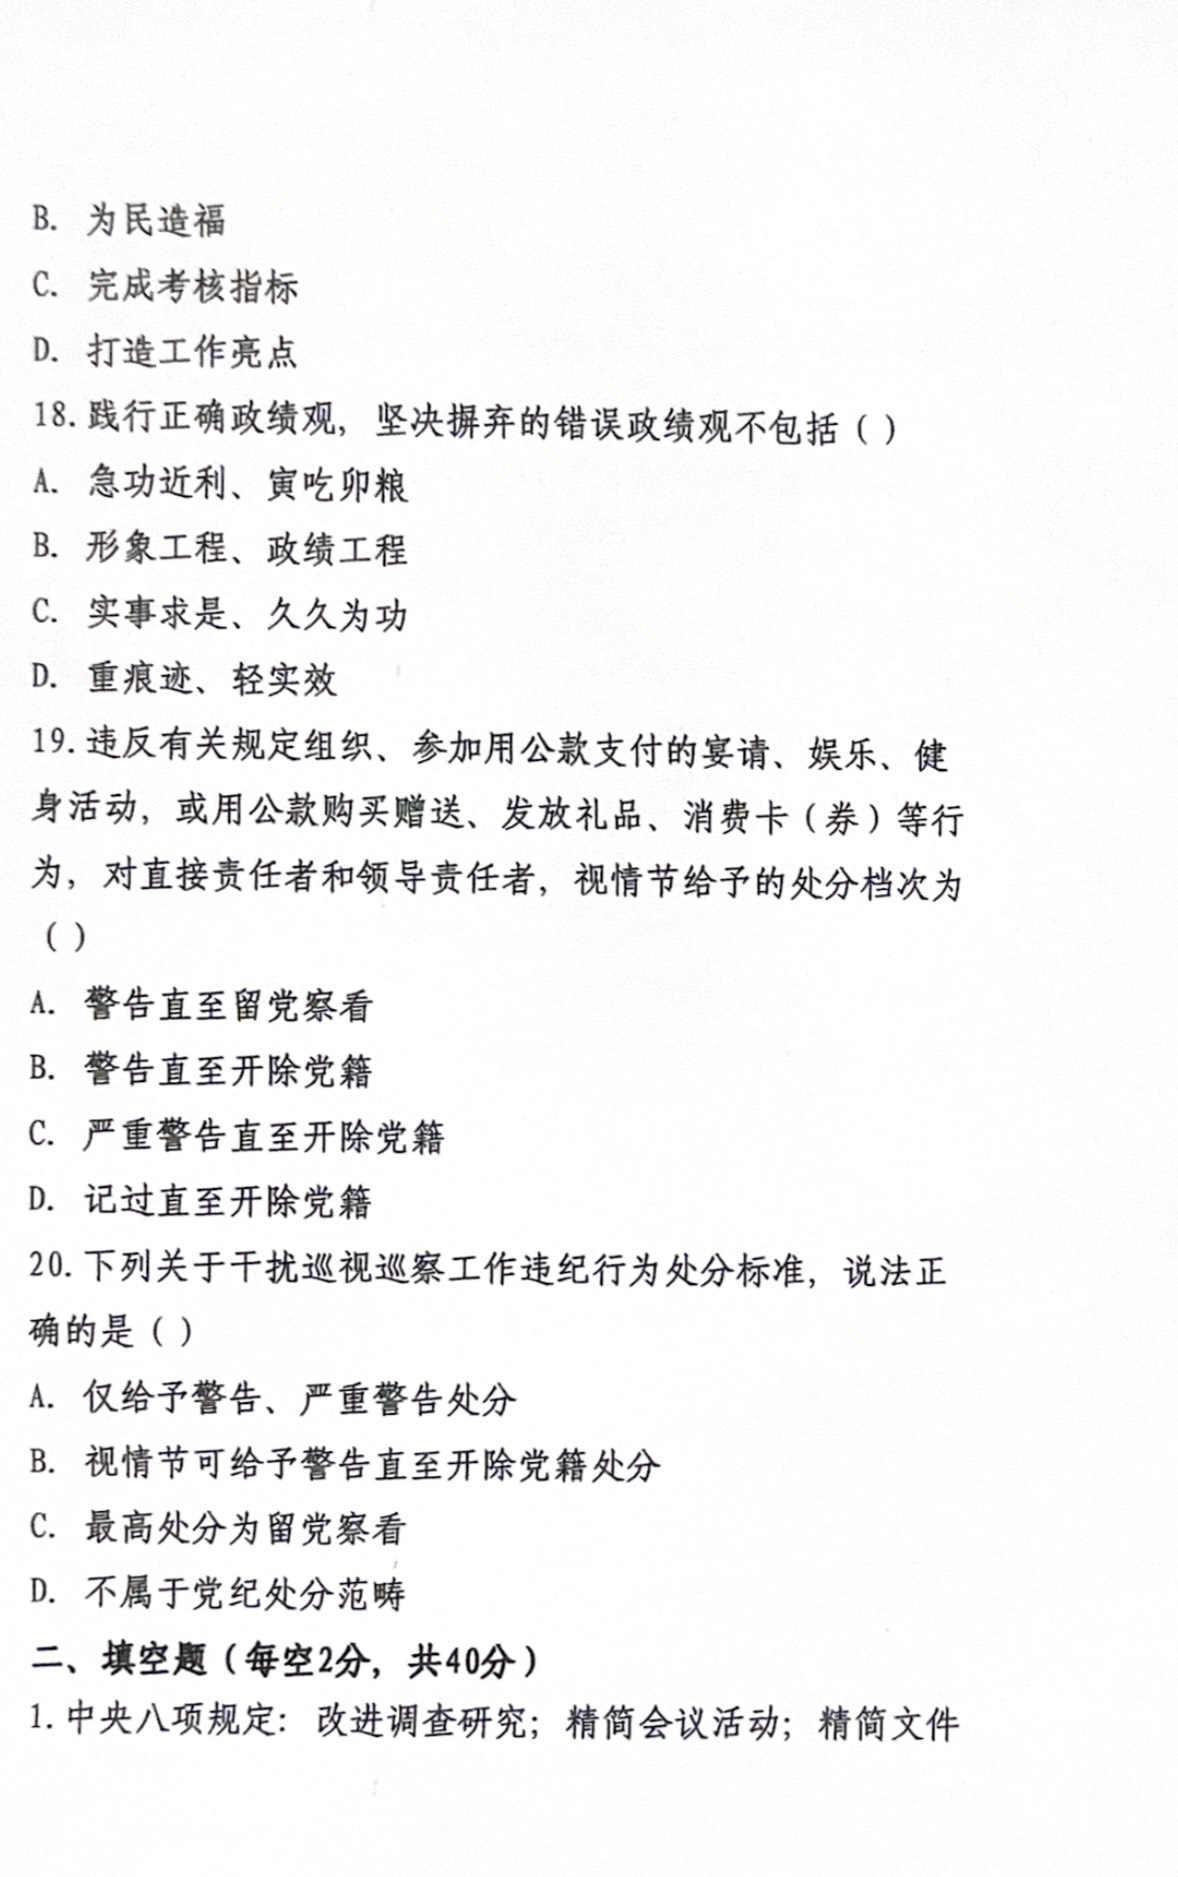 B. 为民造福
C. 完成考核指标
D. 打造工作亮点
18. 践行正确政绩观，坚决摒弃的错误政绩观不包括（ ）
A. 急功近利、寅吃卯粮
B. 形象工程、政绩工程
C. 实事求是、久久为功
D. 重痕迹、轻实效
19. 违反有关规定组织、参加用公款支付的宴请、娱乐、健
身活动，或用公款购买赠送、发放礼品、消费卡（券）等行
为，对直接责任者和领导责任者，视情节给予的处分档次为
（ ）
A. 警告直至留党察看
B. 警告直至开除党籍
C. 严重警告直至开除党籍
D. 记过直至开除党籍
20. 下列关于干扰巡视巡察工作违纪行为处分标准，说法正
确的是（ ）
A. 仅给予警告、严重警告处分
B. 视情节可给予警告直至开除党籍处分
C. 最高处分为留党察看
D. 不属于党纪处分范畴
二、填空题（每空2分，共40分）
1. 中央八项规定：改进调查研究；精简会议活动；精简文件